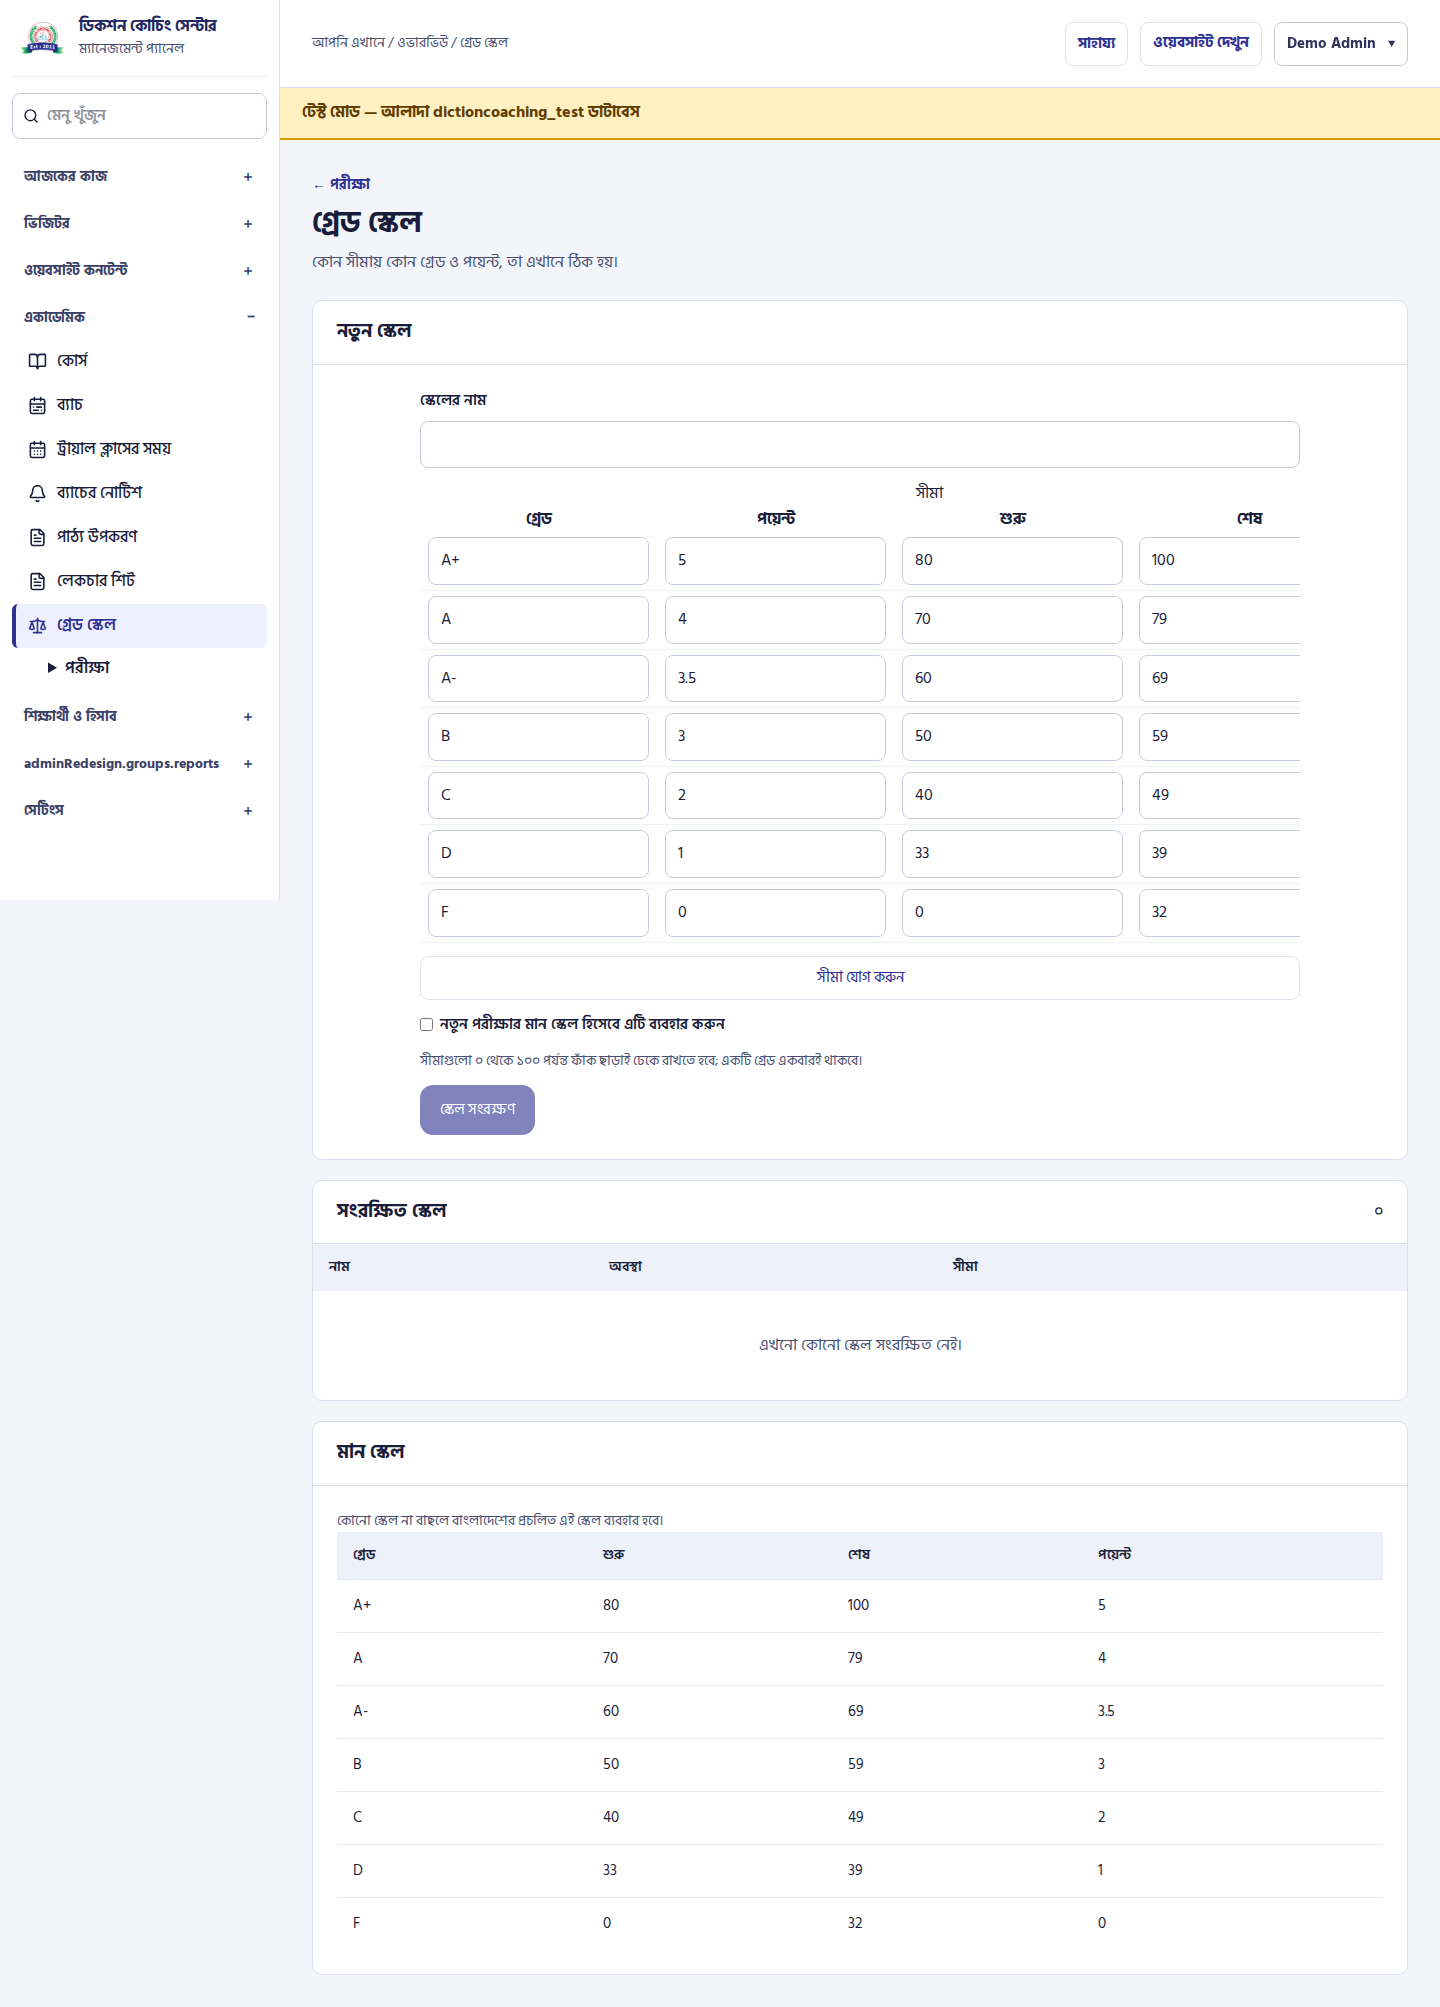 ডিকশন কোচিং সেন্টার
ম্যানেজমেন্ট প্যানেল
Est : 2011
মেনু খুঁজুন
আজকের কাজ +
ভিজিটর +
ওয়েবসাইট কনটেন্ট +
একাডেমিক −
কোর্স
ব্যাচ
ট্রায়াল ক্লাসের সময়
ব্যাচের নোটিশ
পাঠ্য উপকরণ
লেকচার শিট
গ্রেড স্কেল
▶ পরীক্ষা
শিক্ষার্থী ও হিসাব +
adminRedesign.groups.reports +
সেটিংস +
আপনি এখানে / ওভারভিউ / গ্রেড স্কেল
সাহায্য
ওয়েবসাইট দেখুন
Demo Admin ▾
টেস্ট মোড — আলাদা dictioncoaching_test ডাটাবেস
← পরীক্ষা
গ্রেড স্কেল
কোন সীমায় কোন গ্রেড ও পয়েন্ট, তা এখানে ঠিক হয়।
নতুন স্কেল
স্কেলের নাম
সীমা
গ্রেড পয়েন্ট শুরু শেষ
A+ 5 80 100
A 4 70 79
A- 3.5 60 69
B 3 50 59
C 2 40 49
D 1 33 39
F 0 0 32
সীমা যোগ করুন
নতুন পরীক্ষার মান স্কেল হিসেবে এটি ব্যবহার করুন
সীমাগুলো ০ থেকে ১০০ পর্যন্ত ফাঁক ছাড়াই ঢেকে রাখতে হবে; একটি গ্রেড একবারই থাকবে।
স্কেল সংরক্ষণ
সংরক্ষিত স্কেল ০
নাম অবস্থা সীমা
এখনো কোনো স্কেল সংরক্ষিত নেই।
মান স্কেল
কোনো স্কেল না বাছলে বাংলাদেশের প্রচলিত এই স্কেল ব্যবহার হবে।
গ্রেড শুরু শেষ পয়েন্ট
A+ 80 100 5
A 70 79 4
A- 60 69 3.5
B 50 59 3
C 40 49 2
D 33 39 1
F 0 32 0